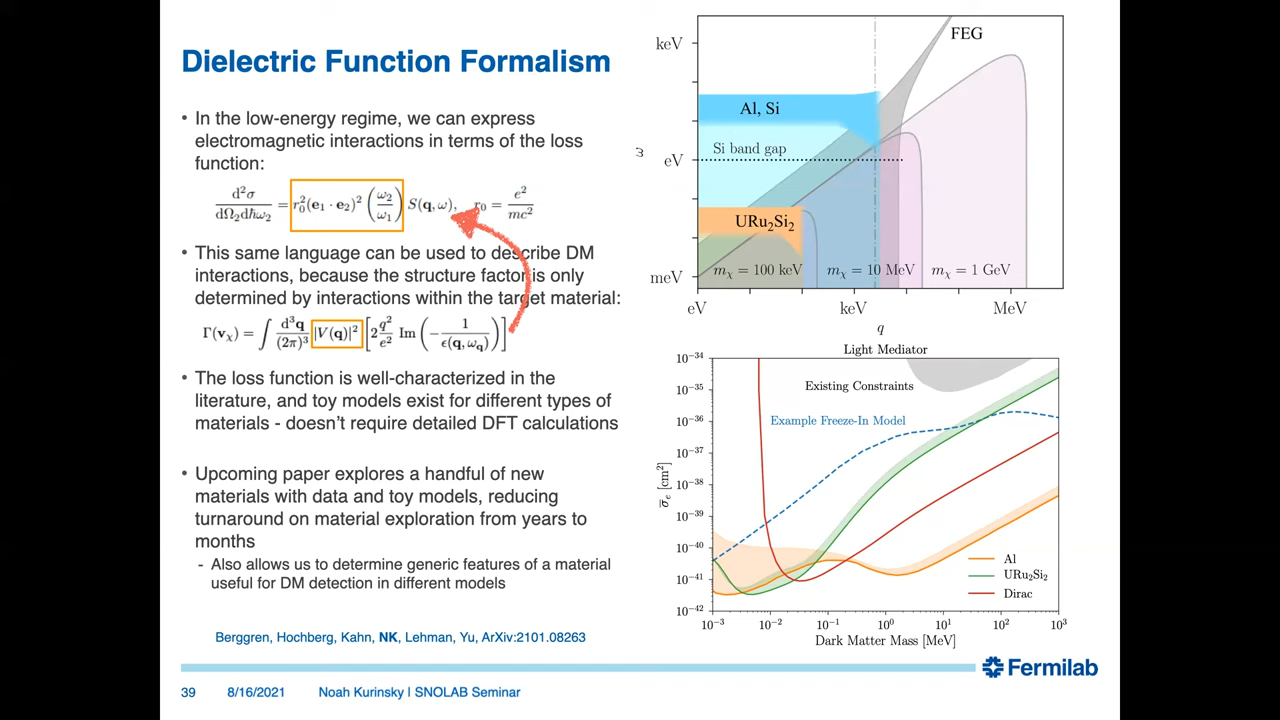 Dielectric Function Formalism
• In the low-energy regime, we can express
electromagnetic interactions in terms of the loss
function:
d²σ / dΩ₂dℏω₂ = r₀²(e₁ · e₂)² (ω₂/ω₁) S(q, ω), r₀ = e²/mc²
• This same language can be used to describe DM
interactions, because the structure factor is only
determined by interactions within the target material:
Γ(vχ) = ∫ d³q/(2π)³ |V(q)|² [2 q²/e² Im (− 1/ϵ(q, ω_q))]
• The loss function is well-characterized in the
literature, and toy models exist for different types of
materials - doesn't require detailed DFT calculations
• Upcoming paper explores a handful of new
materials with data and toy models, reducing
turnaround on material exploration from years to
months
- Also allows us to determine generic features of a material
useful for DM detection in different models
Berggren, Hochberg, Kahn, NK, Lehman, Yu, ArXiv:2101.08263
keV
FEG
Al, Si
Si band gap
ω
eV
URu₂Si₂
mχ = 100 keV mχ = 10 MeV mχ = 1 GeV
meV
eV keV MeV
q
Light Mediator
10⁻³⁴
Existing Constraints
10⁻³⁵
Example Freeze-In Model
10⁻³⁶
10⁻³⁷
10⁻³⁸
σ̄ₑ [cm²]
10⁻³⁹
10⁻⁴⁰
10⁻⁴¹
10⁻⁴²
Al
URu₂Si₂
Dirac
10⁻³ 10⁻² 10⁻¹ 10⁰ 10¹ 10² 10³
Dark Matter Mass [MeV]
Fermilab
39 8/16/2021 Noah Kurinsky | SNOLAB Seminar